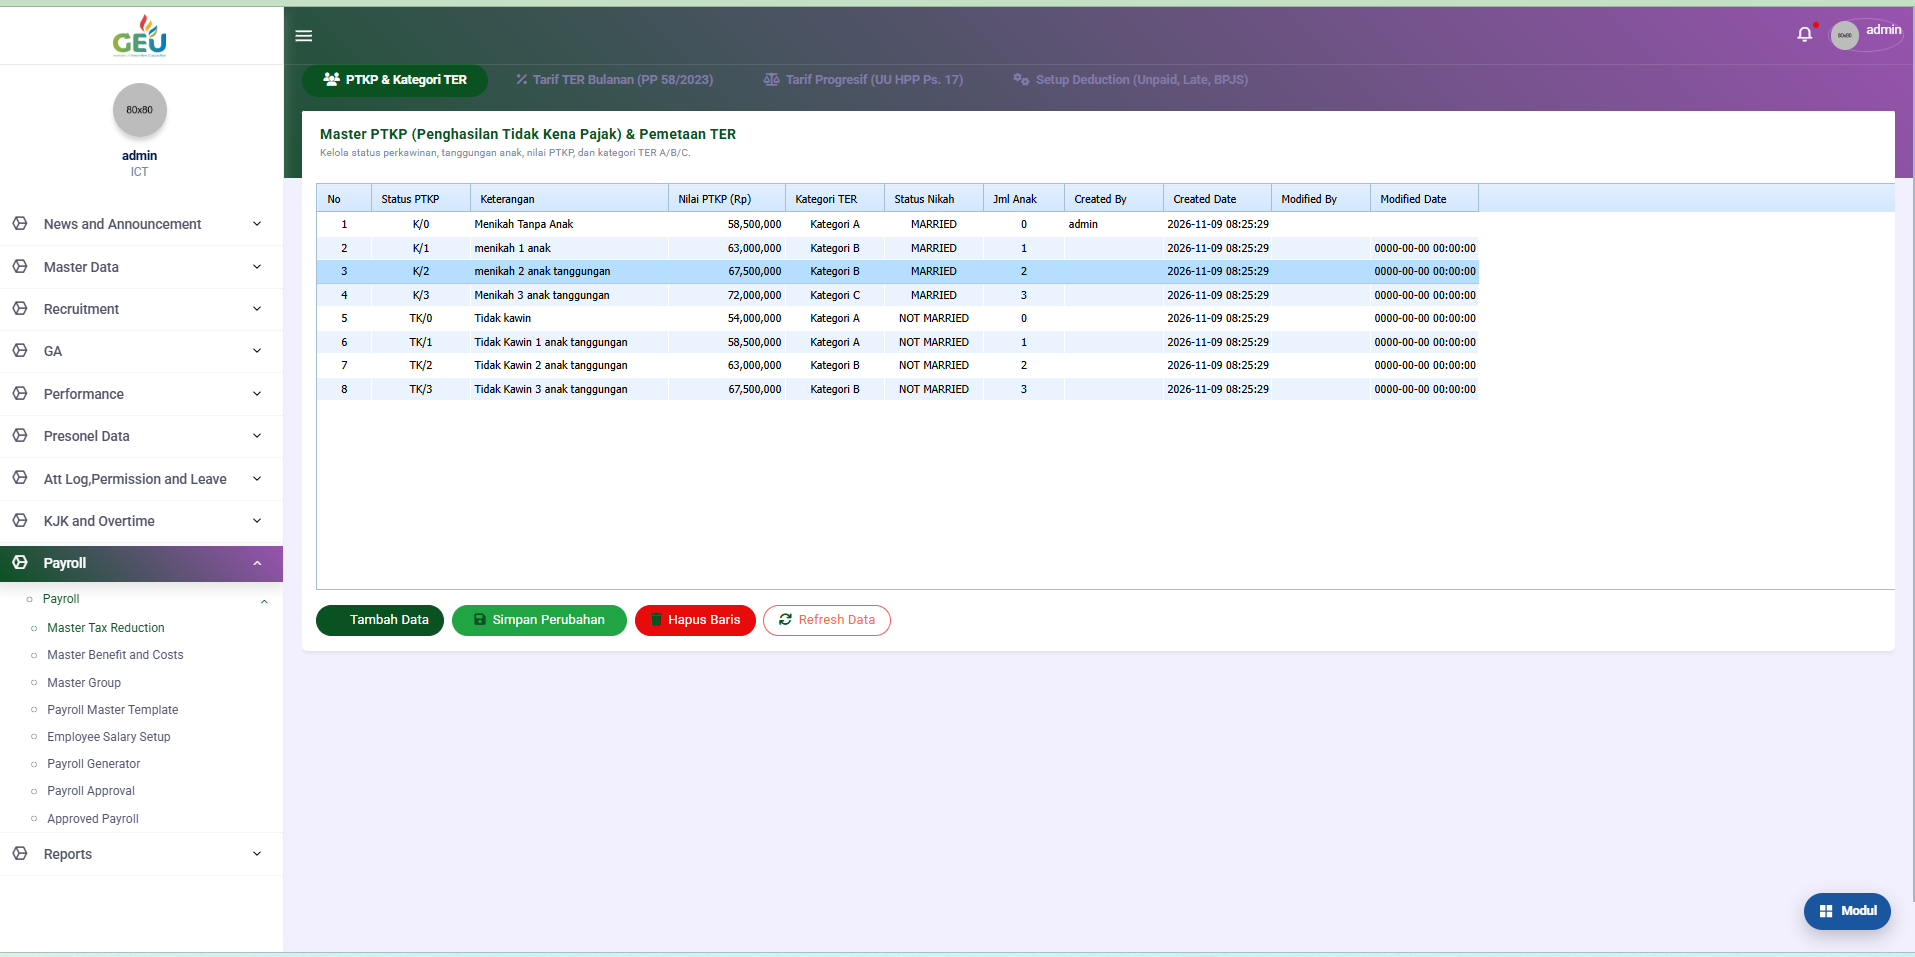 GEU
80x80
admin
ICT
News and Announcement
Master Data
Recruitment
GA
Performance
Presonel Data
Att Log,Permission and Leave
KJK and Overtime
Payroll
Payroll
Master Tax Reduction
Master Benefit and Costs
Master Group
Payroll Master Template
Employee Salary Setup
Payroll Generator
Payroll Approval
Approved Payroll
Reports
80x80 admin
PTKP & Kategori TER Tarif TER Bulanan (PP 58/2023) Tarif Progresif (UU HPP Ps. 17) Setup Deduction (Unpaid, Late, BPJS)
Master PTKP (Penghasilan Tidak Kena Pajak) & Pemetaan TER
Kelola status perkawinan, tanggungan anak, nilai PTKP, dan kategori TER A/B/C.
No Status PTKP Keterangan Nilai PTKP (Rp) Kategori TER Status Nikah Jml Anak Created By Created Date Modified By Modified Date
1 K/0 Menikah Tanpa Anak 58,500,000 Kategori A MARRIED 0 admin 2026-11-09 08:25:29
2 K/1 menikah 1 anak 63,000,000 Kategori B MARRIED 1 2026-11-09 08:25:29 0000-00-00 00:00:00
3 K/2 menikah 2 anak tanggungan 67,500,000 Kategori B MARRIED 2 2026-11-09 08:25:29 0000-00-00 00:00:00
4 K/3 Menikah 3 anak tanggungan 72,000,000 Kategori C MARRIED 3 2026-11-09 08:25:29 0000-00-00 00:00:00
5 TK/0 Tidak kawin 54,000,000 Kategori A NOT MARRIED 0 2026-11-09 08:25:29 0000-00-00 00:00:00
6 TK/1 Tidak Kawin 1 anak tanggungan 58,500,000 Kategori A NOT MARRIED 1 2026-11-09 08:25:29 0000-00-00 00:00:00
7 TK/2 Tidak Kawin 2 anak tanggungan 63,000,000 Kategori B NOT MARRIED 2 2026-11-09 08:25:29 0000-00-00 00:00:00
8 TK/3 Tidak Kawin 3 anak tanggungan 67,500,000 Kategori B NOT MARRIED 3 2026-11-09 08:25:29 0000-00-00 00:00:00
Tambah Data Simpan Perubahan Hapus Baris Refresh Data
Modul